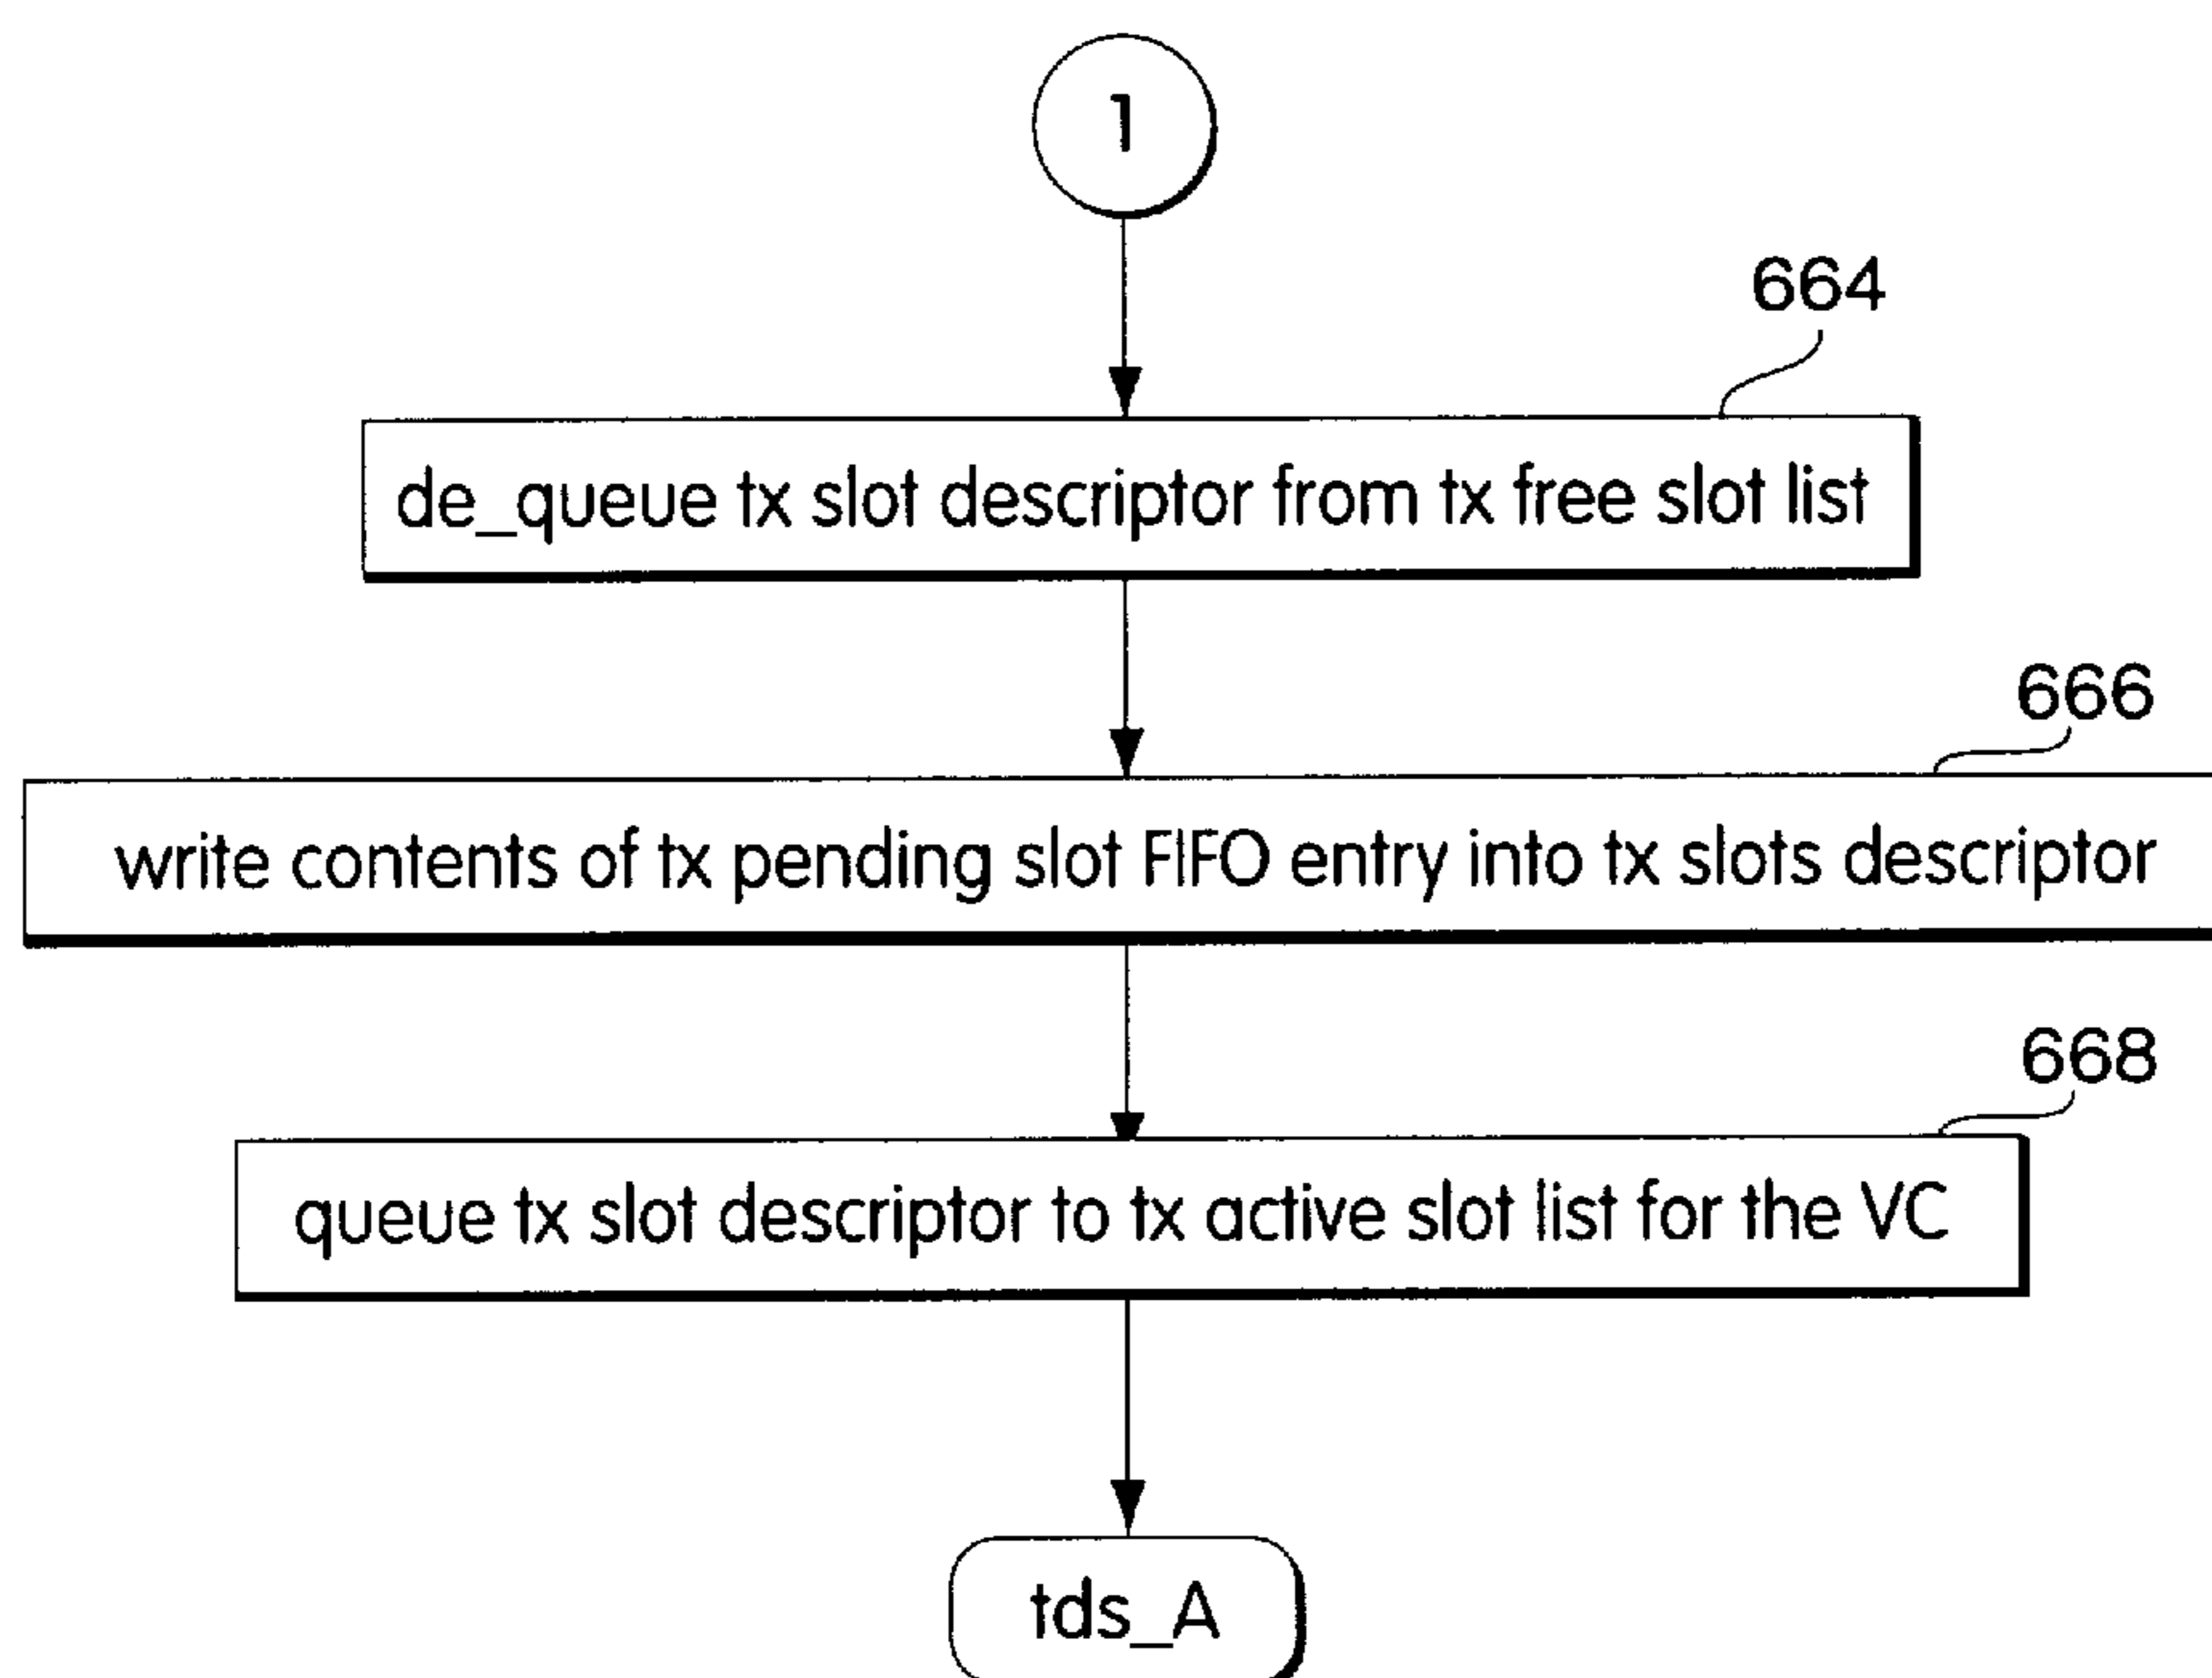 1
664
de_queue tx slot descriptor from tx free slot list
666
write contents of tx pending slot FIFO entry into tx slots descriptor
668
queue tx slot descriptor to tx active slot list for the VC
tds_A